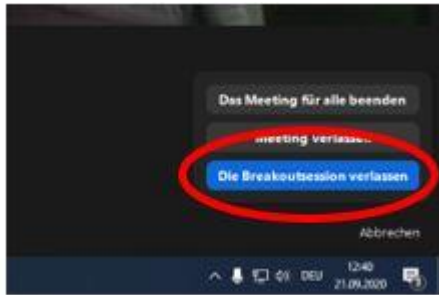 Das Meeting für alle beenden
Meeting verlassen
Die Breakoutsession verlassen
Abbrechen
DEU
12:40
21.09.2020